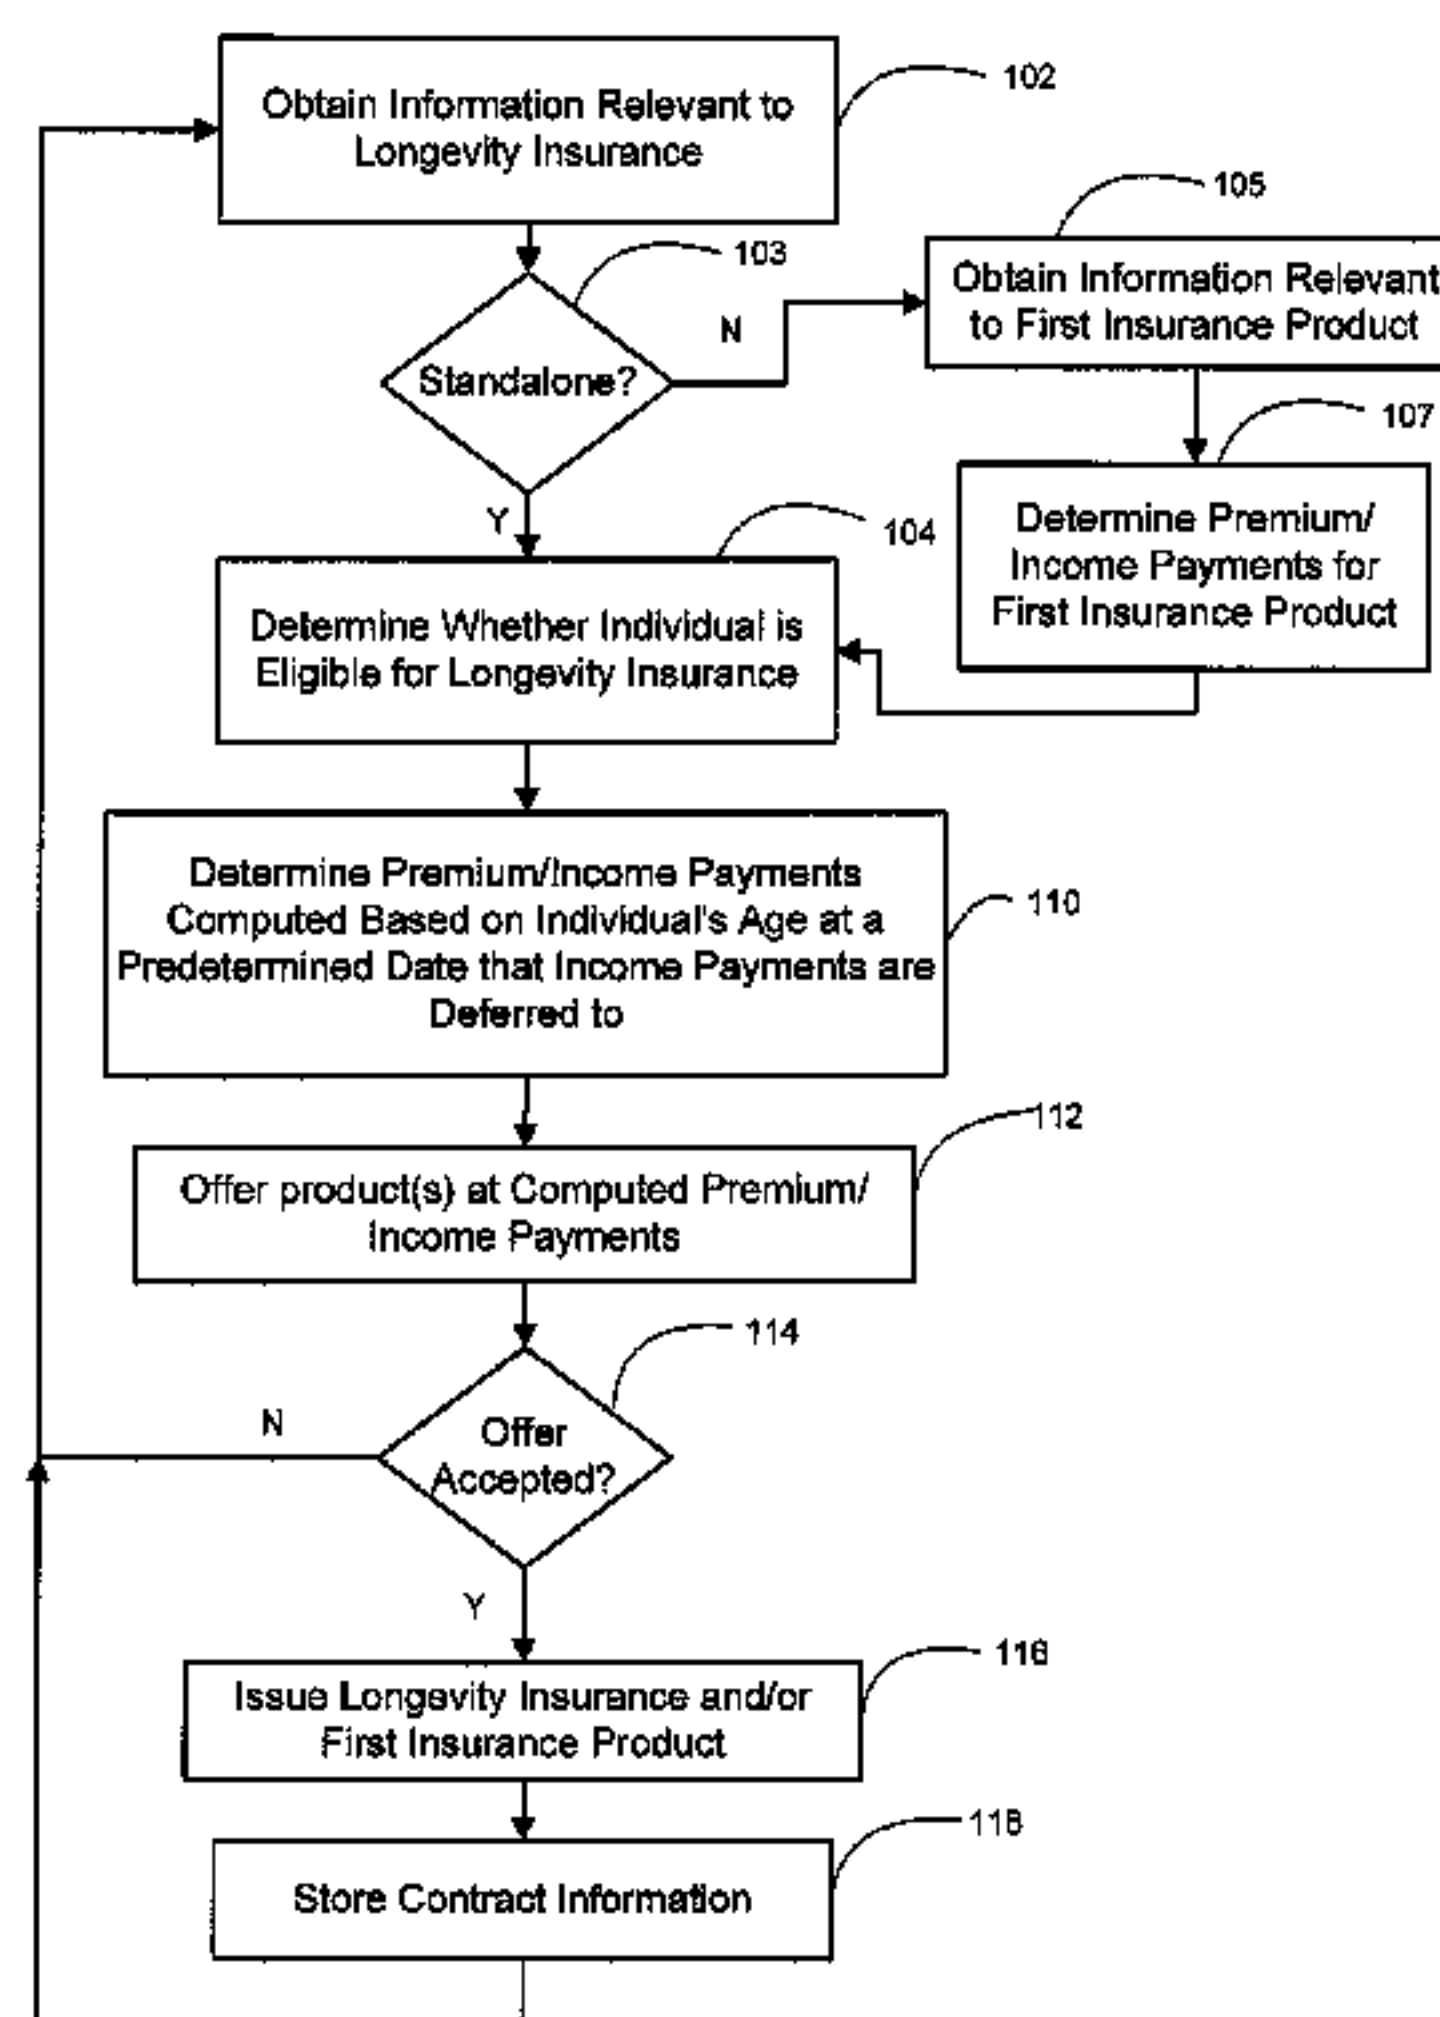 102
Obtain Information Relevant to
Longevity Insurance
105
103
Obtain Information Relevant
to First Insurance Product
N
Standalone?
107
Y
104
Determine Premium/
Income Payments for
First Insurance Product
Determine Whether Individual is
Eligible for Longevity Insurance
Determine Premium/Income Payments
Computed Based on Individual's Age at a
Predetermined Date that Income Payments are
Deferred to
110
112
Offer product(s) at Computed Premium/
Income Payments
114
N
Offer
Accepted?
Y
116
Issue Longevity Insurance and/or
First Insurance Product
118
Store Contract Information